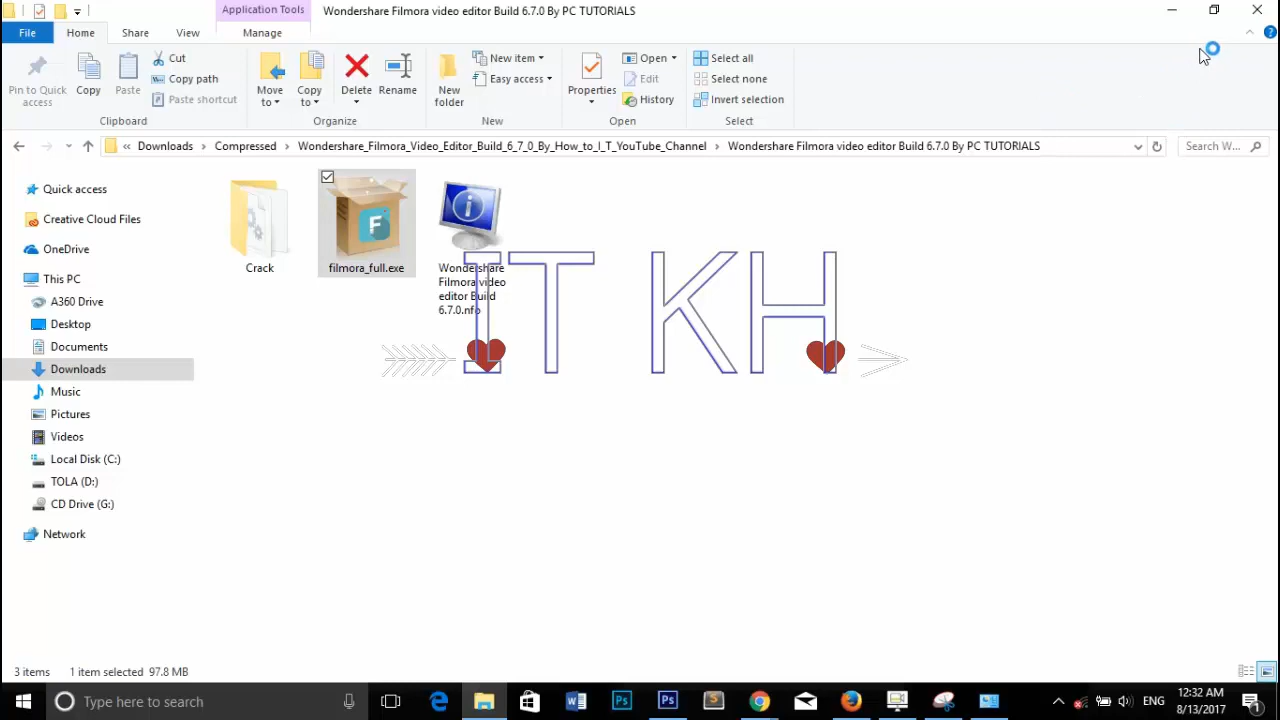 Application Tools
Wondershare Filmora video editor Build 6.7.0 By PC TUTORIALS
File
Home
Share
View
Manage
Pin to Quick access
Copy
Paste
Cut
Copy path
Paste shortcut
Clipboard
Move to
Copy to
Delete
Rename
Organize
New folder
New item
Easy access
New
Properties
Open
Edit
History
Open
Select all
Select none
Invert selection
Select
« Downloads > Compressed > Wondershare_Filmora_Video_Editor_Build_6_7_0_By_How_to_I_T_YouTube_Channel > Wondershare Filmora video editor Build 6.7.0 By PC TUTORIALS
Search W...
Quick access
Creative Cloud Files
OneDrive
This PC
A360 Drive
Desktop
Documents
Downloads
Music
Pictures
Videos
Local Disk (C:)
TOLA (D:)
CD Drive (G:)
Network
Crack
filmora_full.exe
Wondershare
Filmora video
editor Build
6.7.0.nfo
IT KH
3 items
1 item selected 97.8 MB
Type here to search
ENG
12:32 AM
8/13/2017